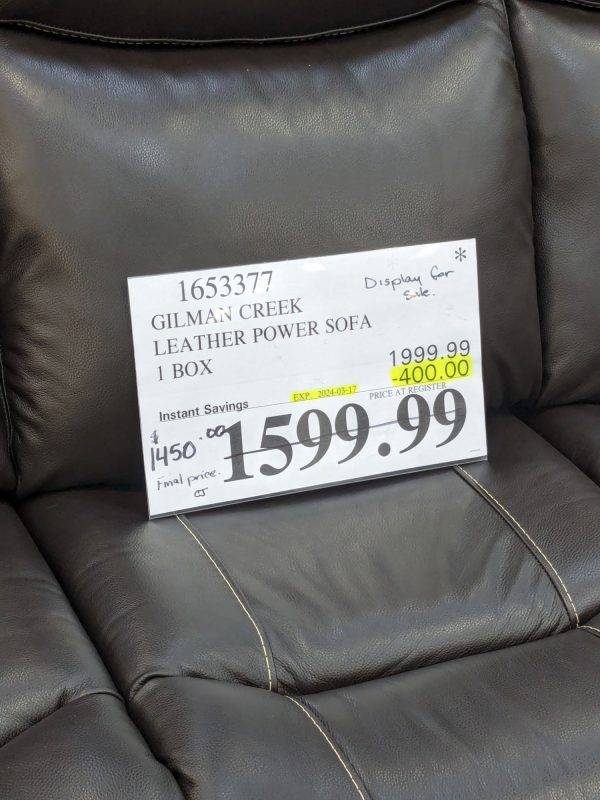 *
1653377
Display for
sale.
GILMAN CREEK
LEATHER POWER SOFA
1 BOX
1999.99
-400.00
EXP. 2024-03-17
PRICE AT REGISTER
Instant Savings
1599.99
$1450.00
Final price.